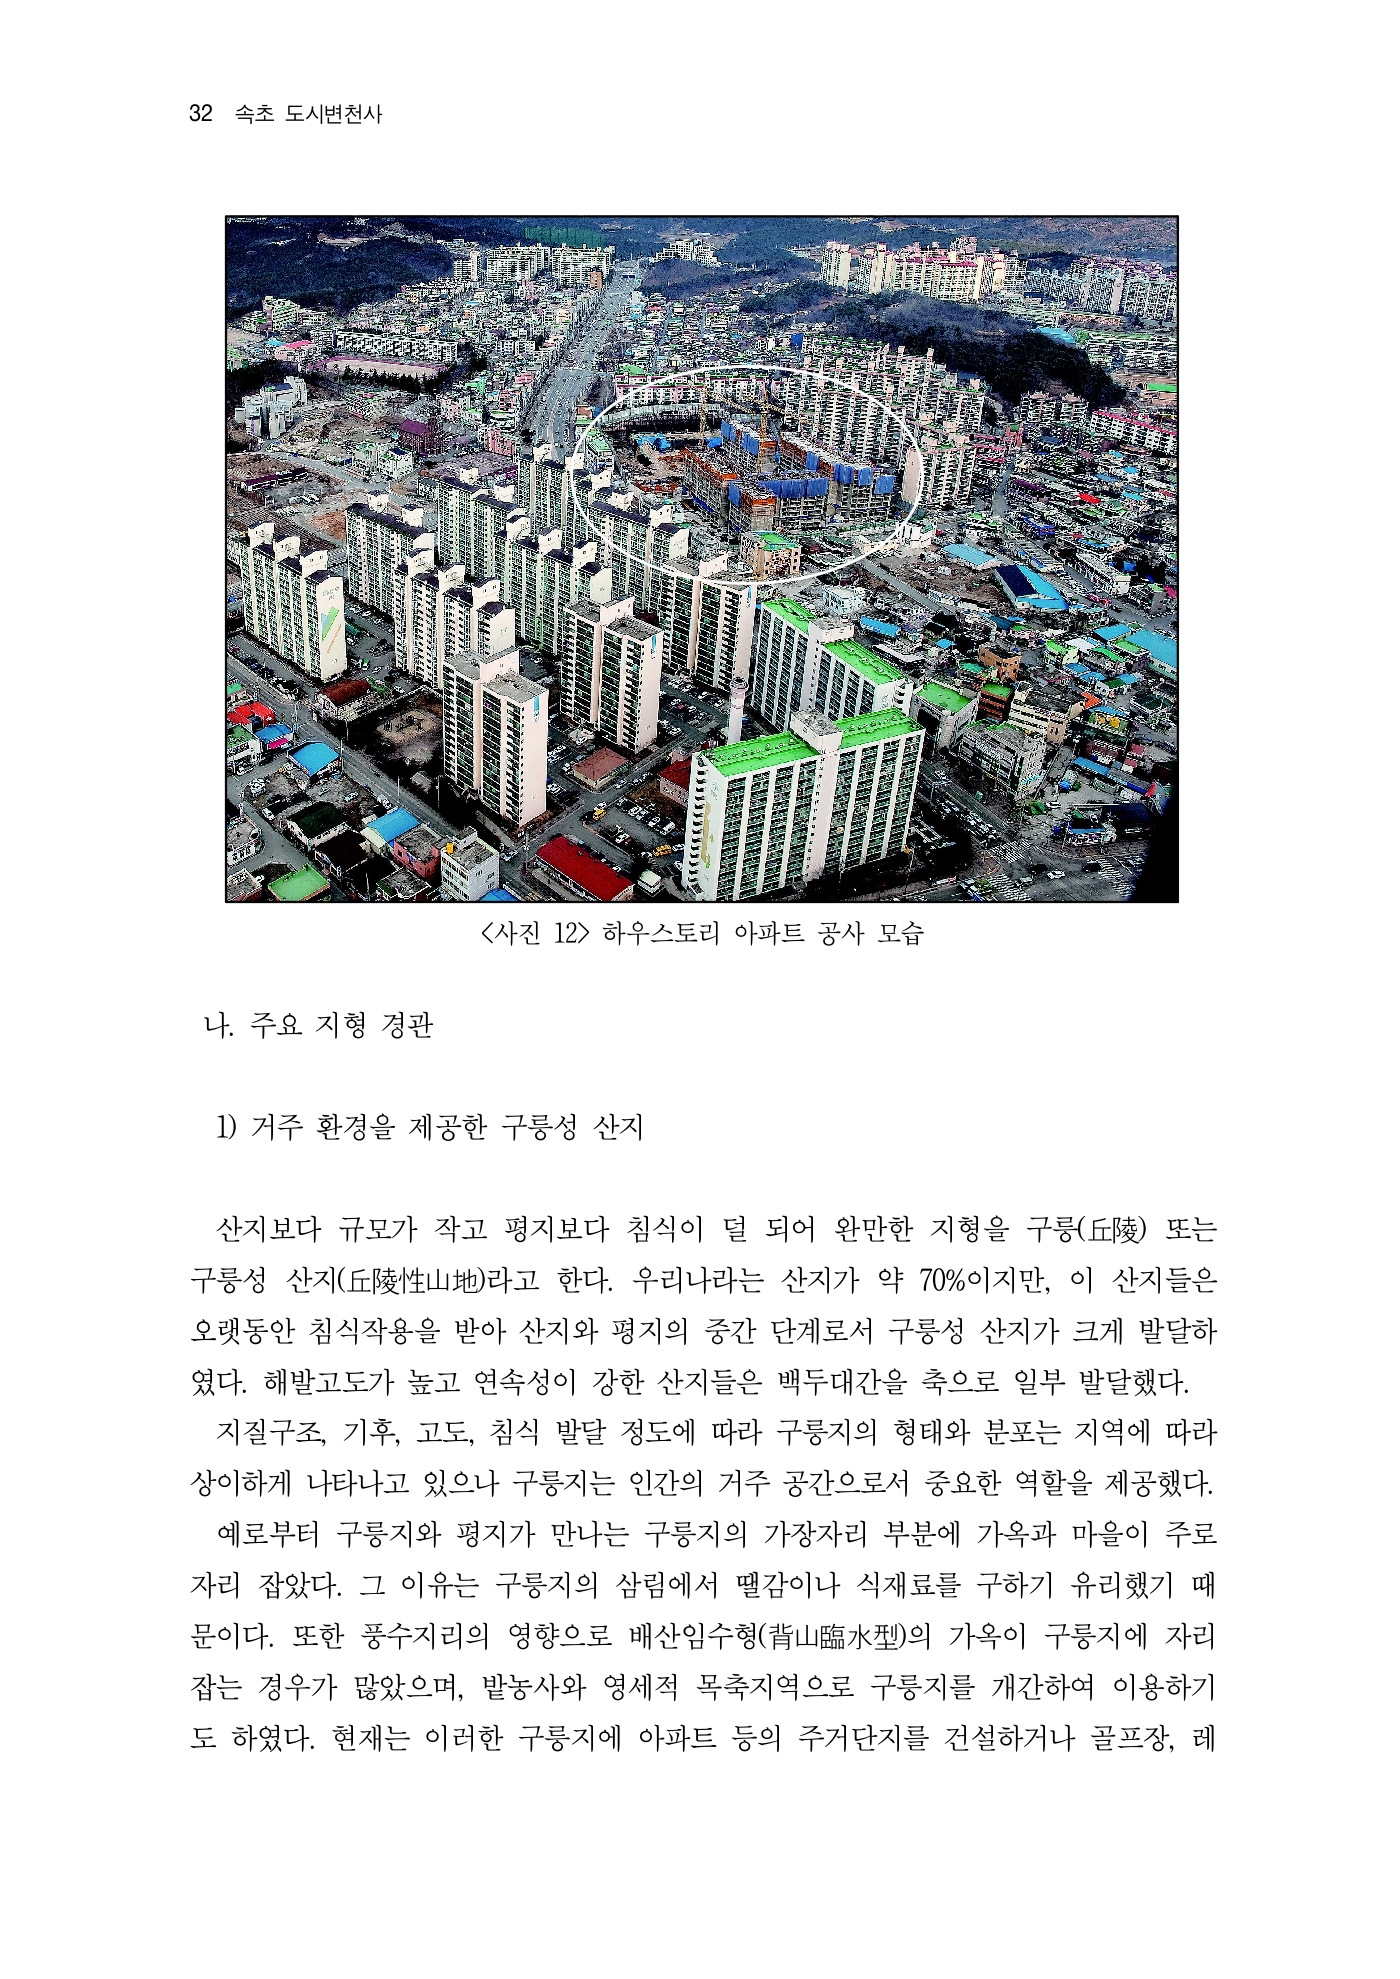 32 속초 도시변천사
<사진 12> 하우스토리 아파트 공사 모습
나. 주요 지형 경관
1) 거주 환경을 제공한 구릉성 산지
산지보다 규모가 작고 평지보다 침식이 덜 되어 완만한 지형을 구릉(丘陵) 또는
구릉성 산지(丘陵性山地)라고 한다. 우리나라는 산지가 약 70%이지만, 이 산지들은
오랫동안 침식작용을 받아 산지와 평지의 중간 단계로서 구릉성 산지가 크게 발달하
였다. 해발고도가 높고 연속성이 강한 산지들은 백두대간을 축으로 일부 발달했다.
지질구조, 기후, 고도, 침식 발달 정도에 따라 구릉지의 형태와 분포는 지역에 따라
상이하게 나타나고 있으나 구릉지는 인간의 거주 공간으로서 중요한 역할을 제공했다.
예로부터 구릉지와 평지가 만나는 구릉지의 가장자리 부분에 가옥과 마을이 주로
자리 잡았다. 그 이유는 구릉지의 삼림에서 땔감이나 식재료를 구하기 유리했기 때
문이다. 또한 풍수지리의 영향으로 배산임수형(背山臨水型)의 가옥이 구릉지에 자리
잡는 경우가 많았으며, 밭농사와 영세적 목축지역으로 구릉지를 개간하여 이용하기
도 하였다. 현재는 이러한 구릉지에 아파트 등의 주거단지를 건설하거나 골프장, 레